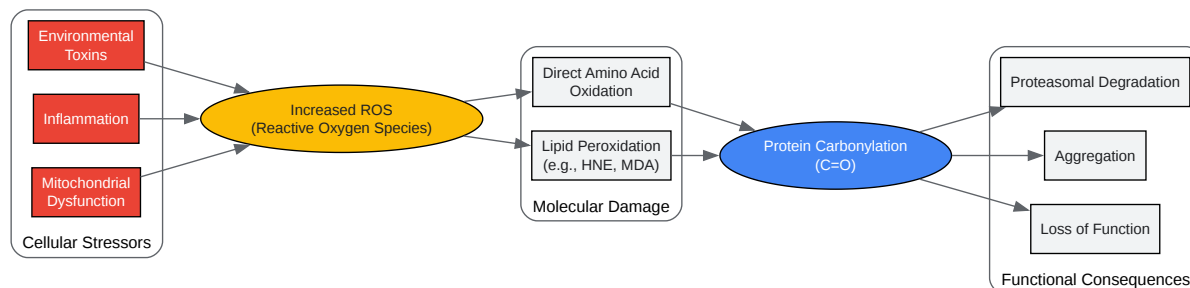 Environmental
Toxins
Inflammation
Mitochondrial
Dysfunction
Cellular Stressors
Increased ROS
(Reactive Oxygen Species)
Direct Amino Acid
Oxidation
Lipid Peroxidation
(e.g., HNE, MDA)
Molecular Damage
Protein Carbonylation
(C=O)
Proteasomal Degradation
Aggregation
Loss of Function
Functional Consequences